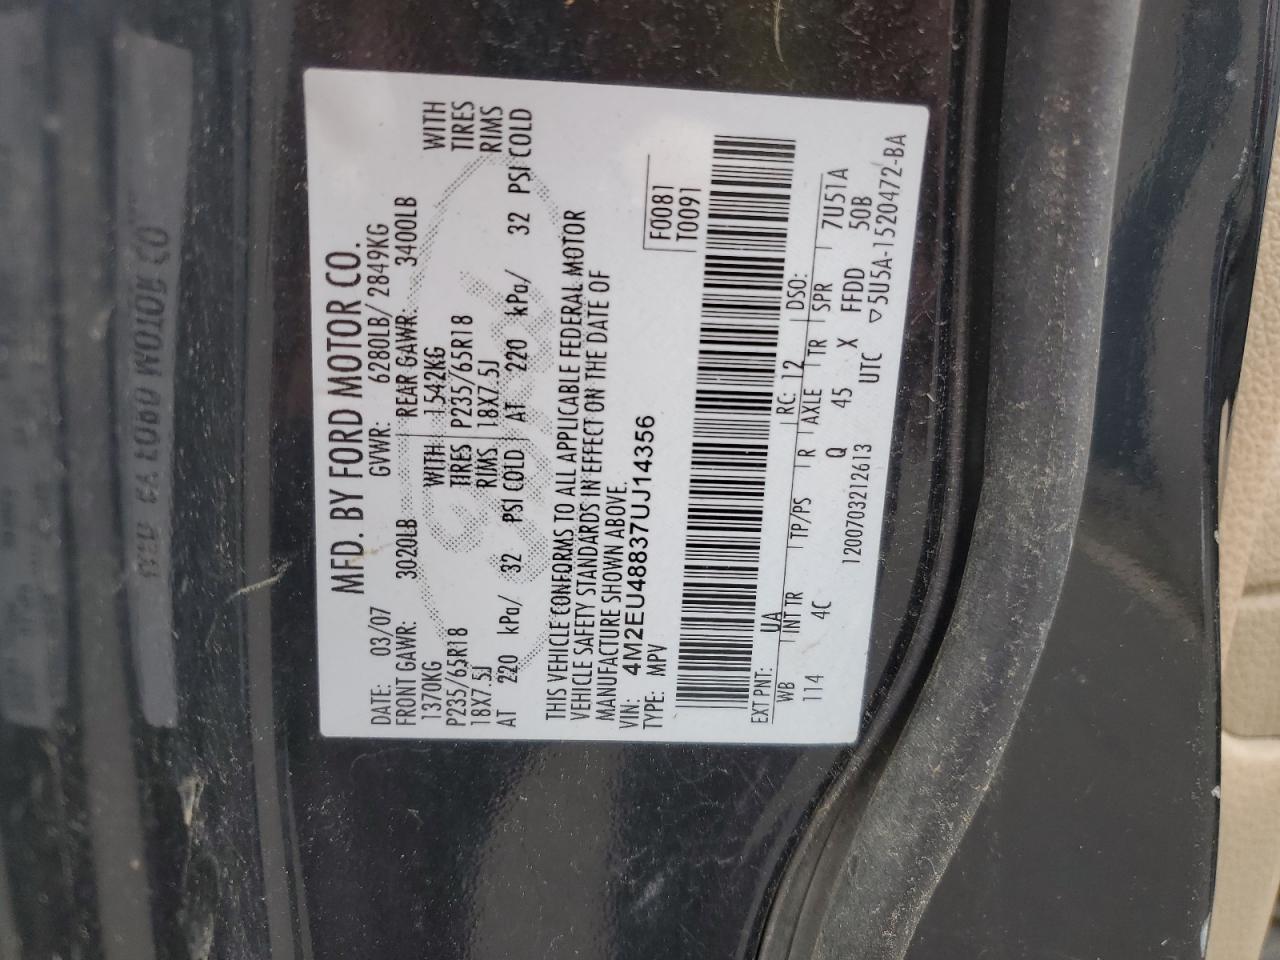 MFD. BY FORD MOTOR CO.
DATE: 03/07 GVWR: 6280LB/ 2849KG
FRONT GAWR: 3020LB REAR GAWR: 3400LB
1370KG WITH 1542KG WITH
P235/65R18 TIRES P235/65R18 TIRES
18X7.5J RIMS 18X7.5J RIMS
AT 220 kPa/ 32 PSI COLD AT 220 kPa/ 32 PSI COLD
THIS VEHICLE CONFORMS TO ALL APPLICABLE FEDERAL MOTOR
VEHICLE SAFETY STANDARDS IN EFFECT ON THE DATE OF
MANUFACTURE SHOWN ABOVE.
VIN: 4M2EU48837UJ14356
TYPE: MPV
F0081
T0091
EXT PNT: UA RC: 12 DSO:
WB INT TR TP/PS R AXLE TR SPR 7U51A
114 4C Q 45 X FFDD 50B
1200703212613 UTC ▽5U5A-1520472-BA